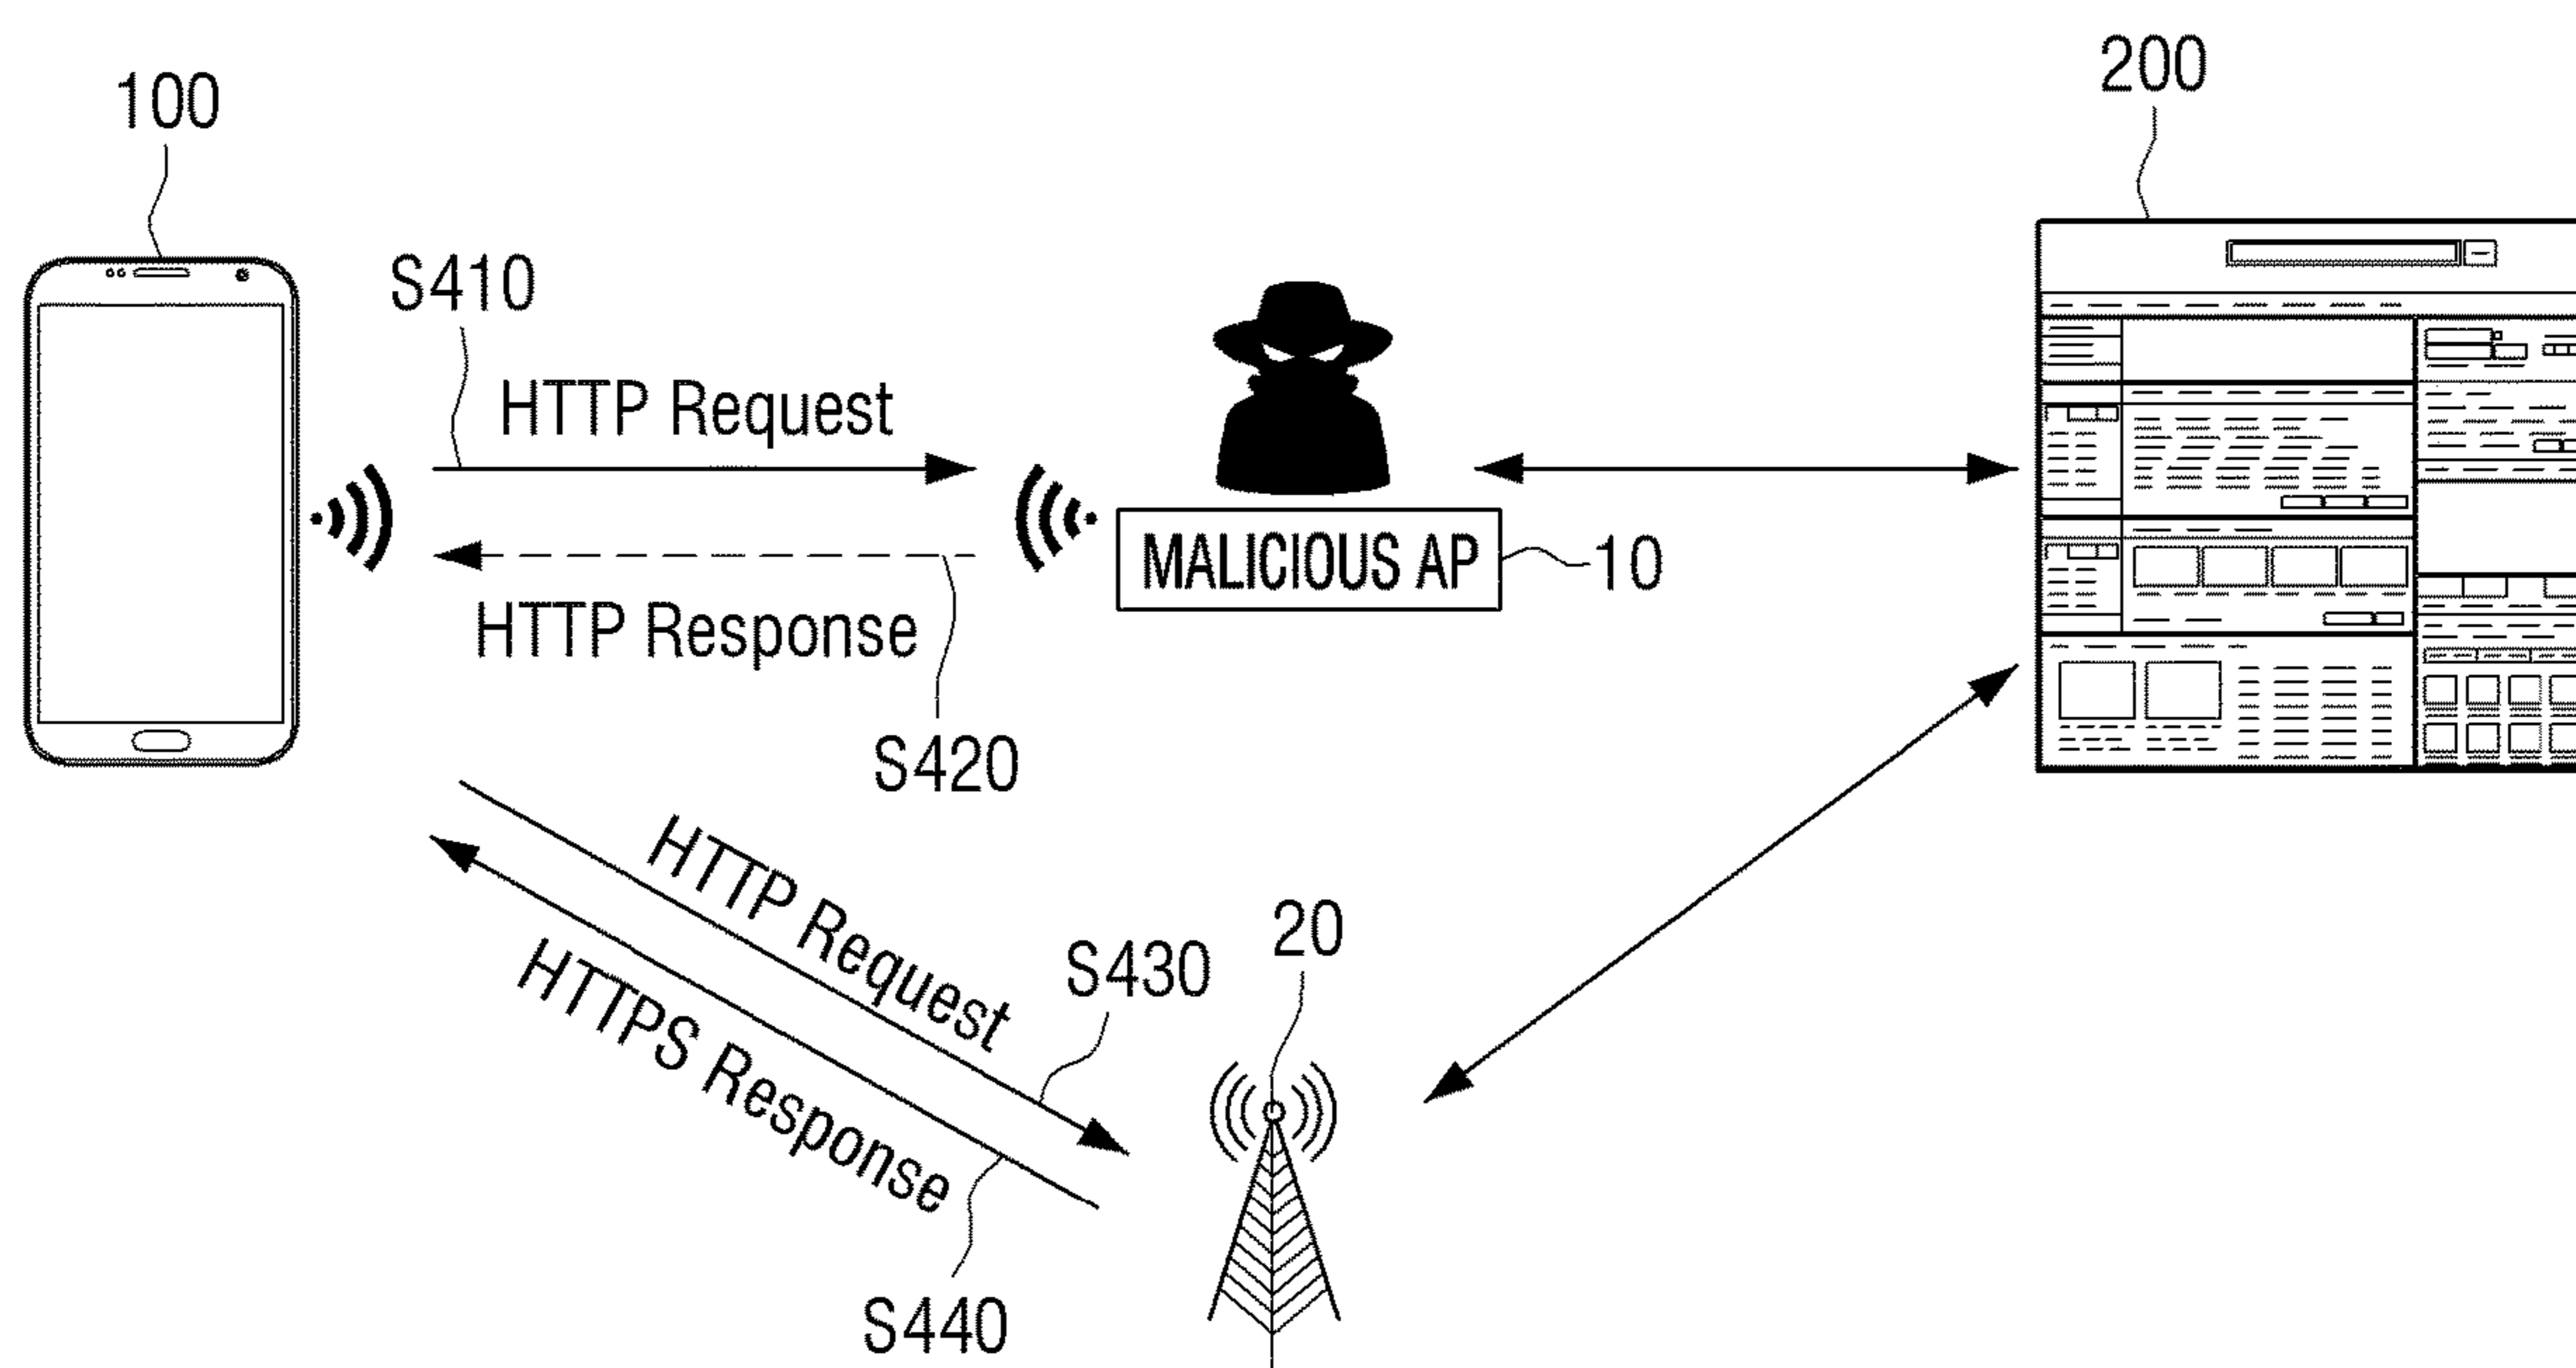 100
200
S410
HTTP Request
MALICIOUS AP
10
HTTP Response
S420
HTTP Request
S430
20
HTTPS Response
S440